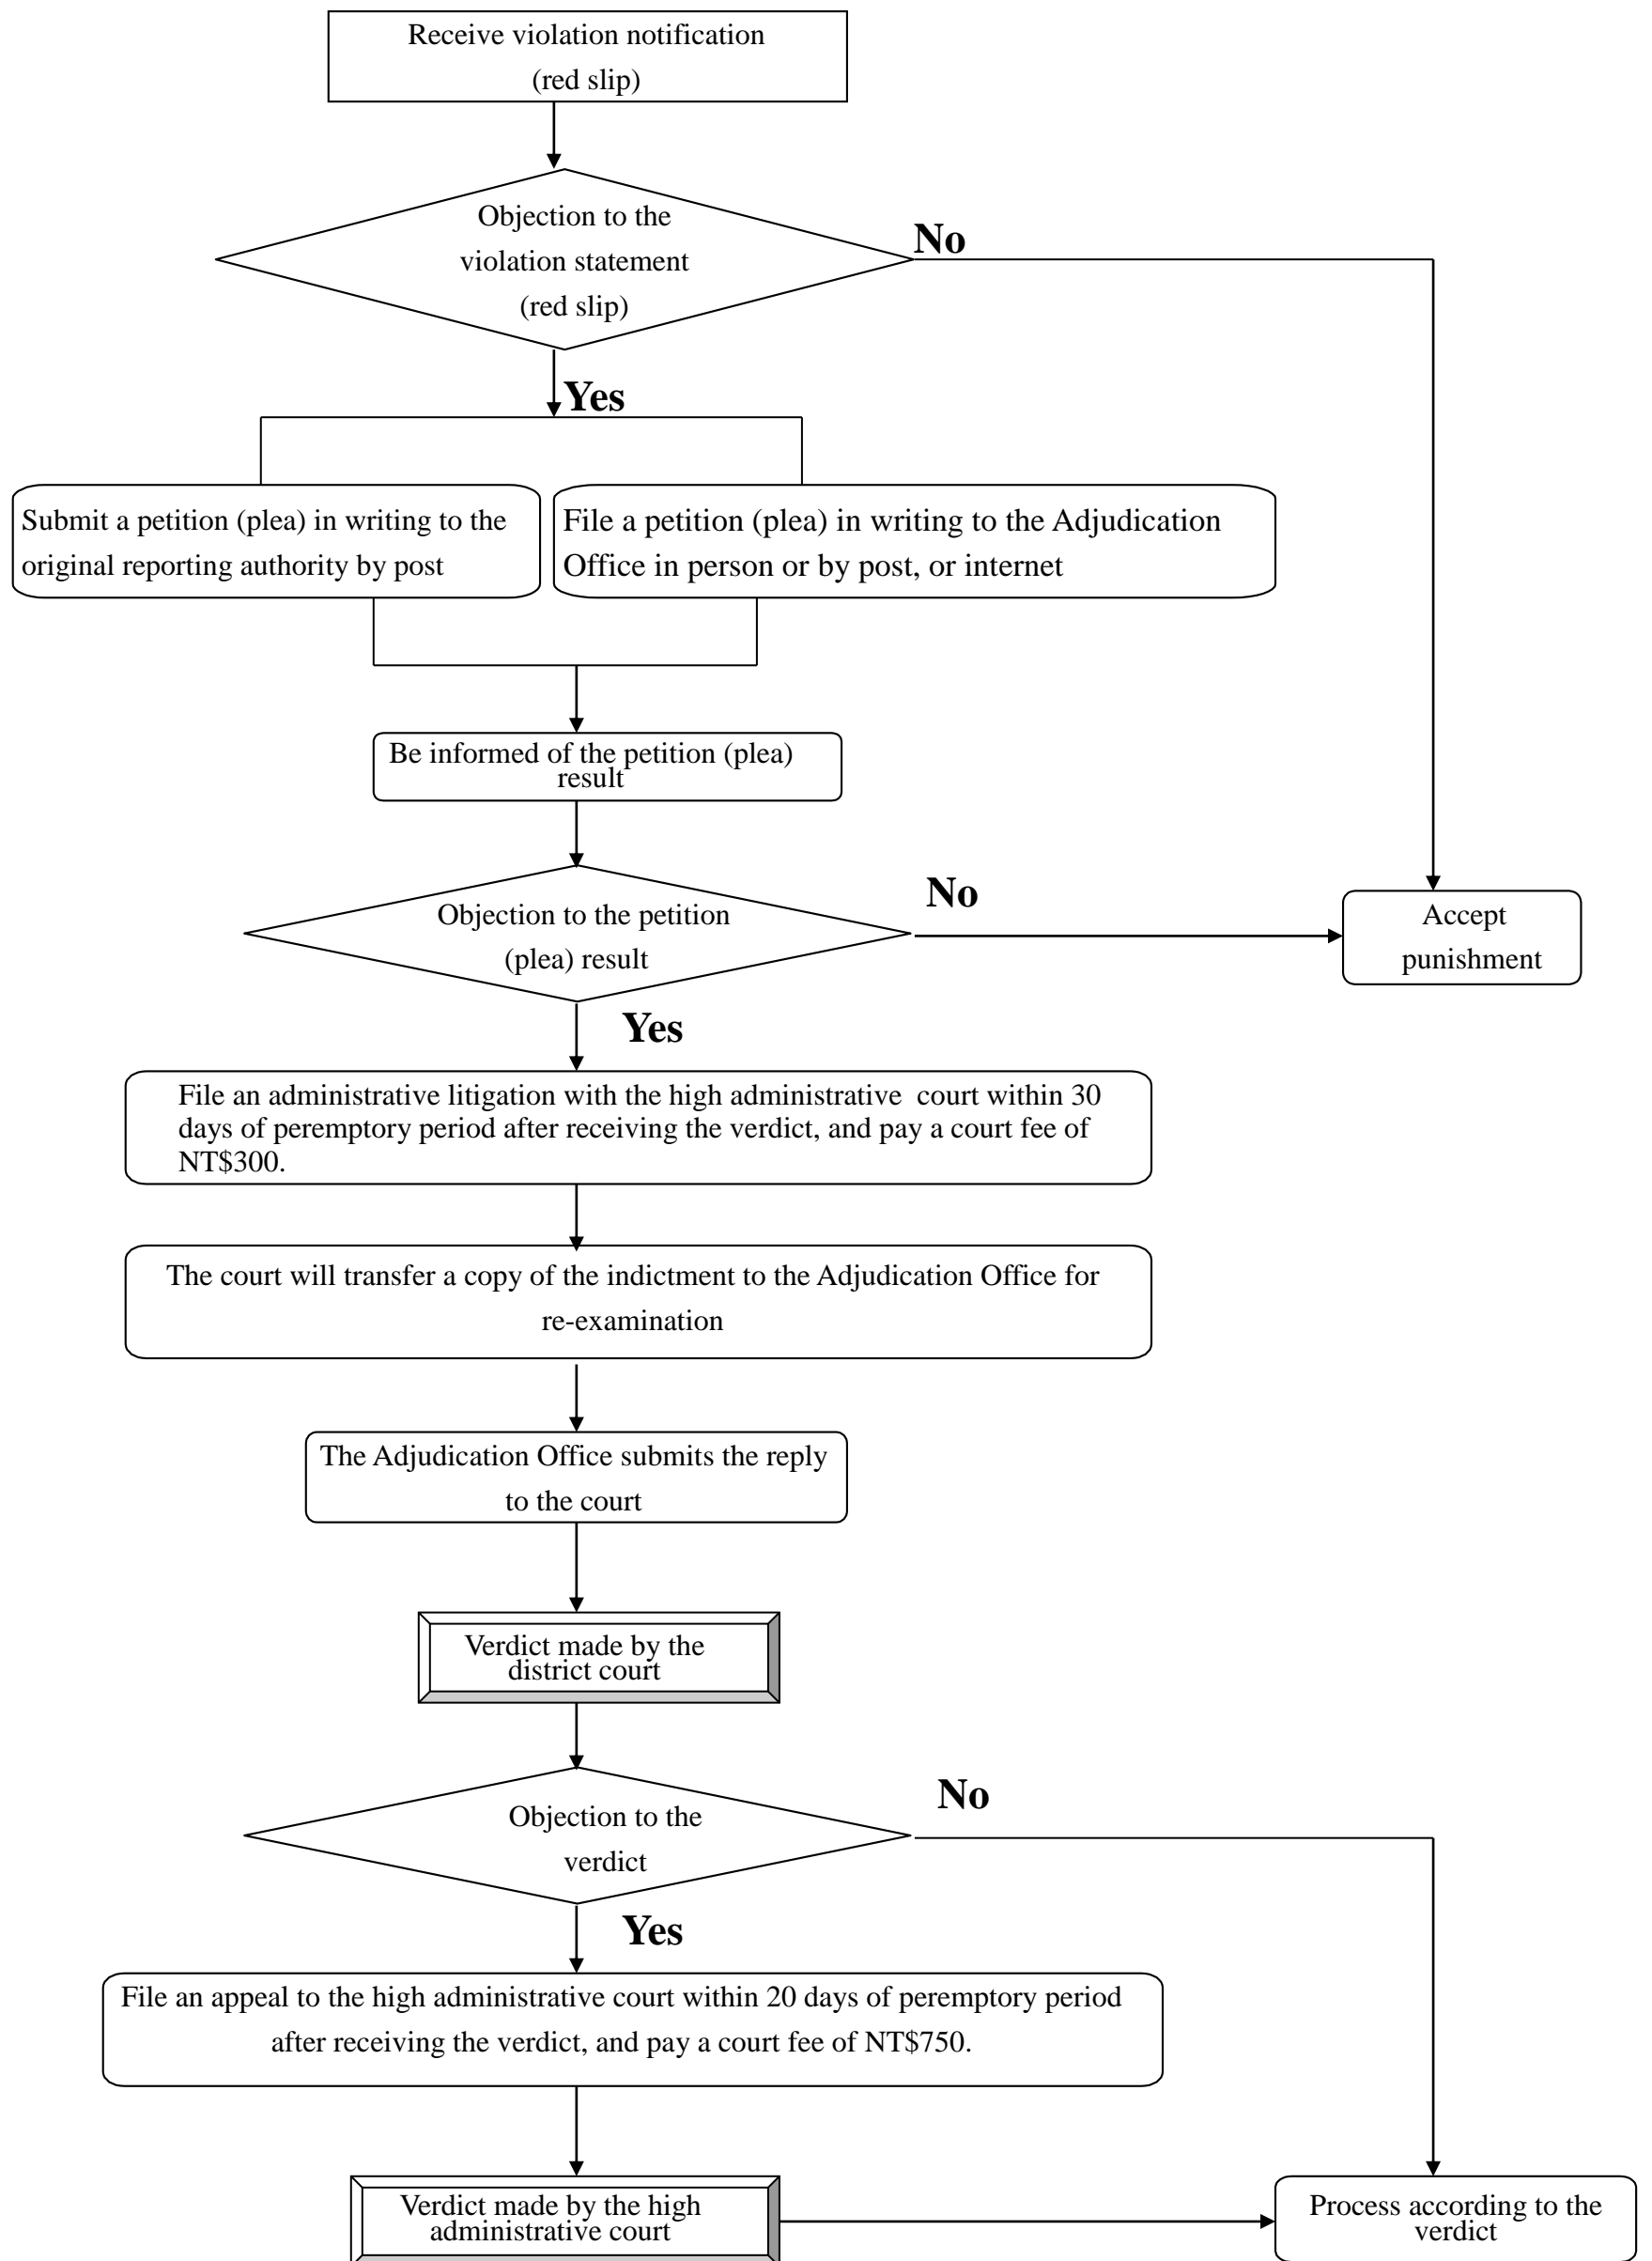 Receive violation notification
(red slip)
Objection to the
violation statement
(red slip)
No
Yes
Submit a petition (plea) in writing to the
original reporting authority by post
File a petition (plea) in writing to the Adjudication
Office in person or by post, or internet
Be informed of the petition (plea)
result
Objection to the petition
(plea) result
No
Accept
punishment
Yes
File an administrative litigation with the high administrative  court within 30
days of peremptory period after receiving the verdict, and pay a court fee of
NT$300.
The court will transfer a copy of the indictment to the Adjudication Office for
re-examination
The Adjudication Office submits the reply
to the court
Verdict made by the
district court
Objection to the
verdict
No
Yes
File an appeal to the high administrative court within 20 days of peremptory period
after receiving the verdict, and pay a court fee of NT$750.
Verdict made by the high
administrative court
Process according to the
verdict